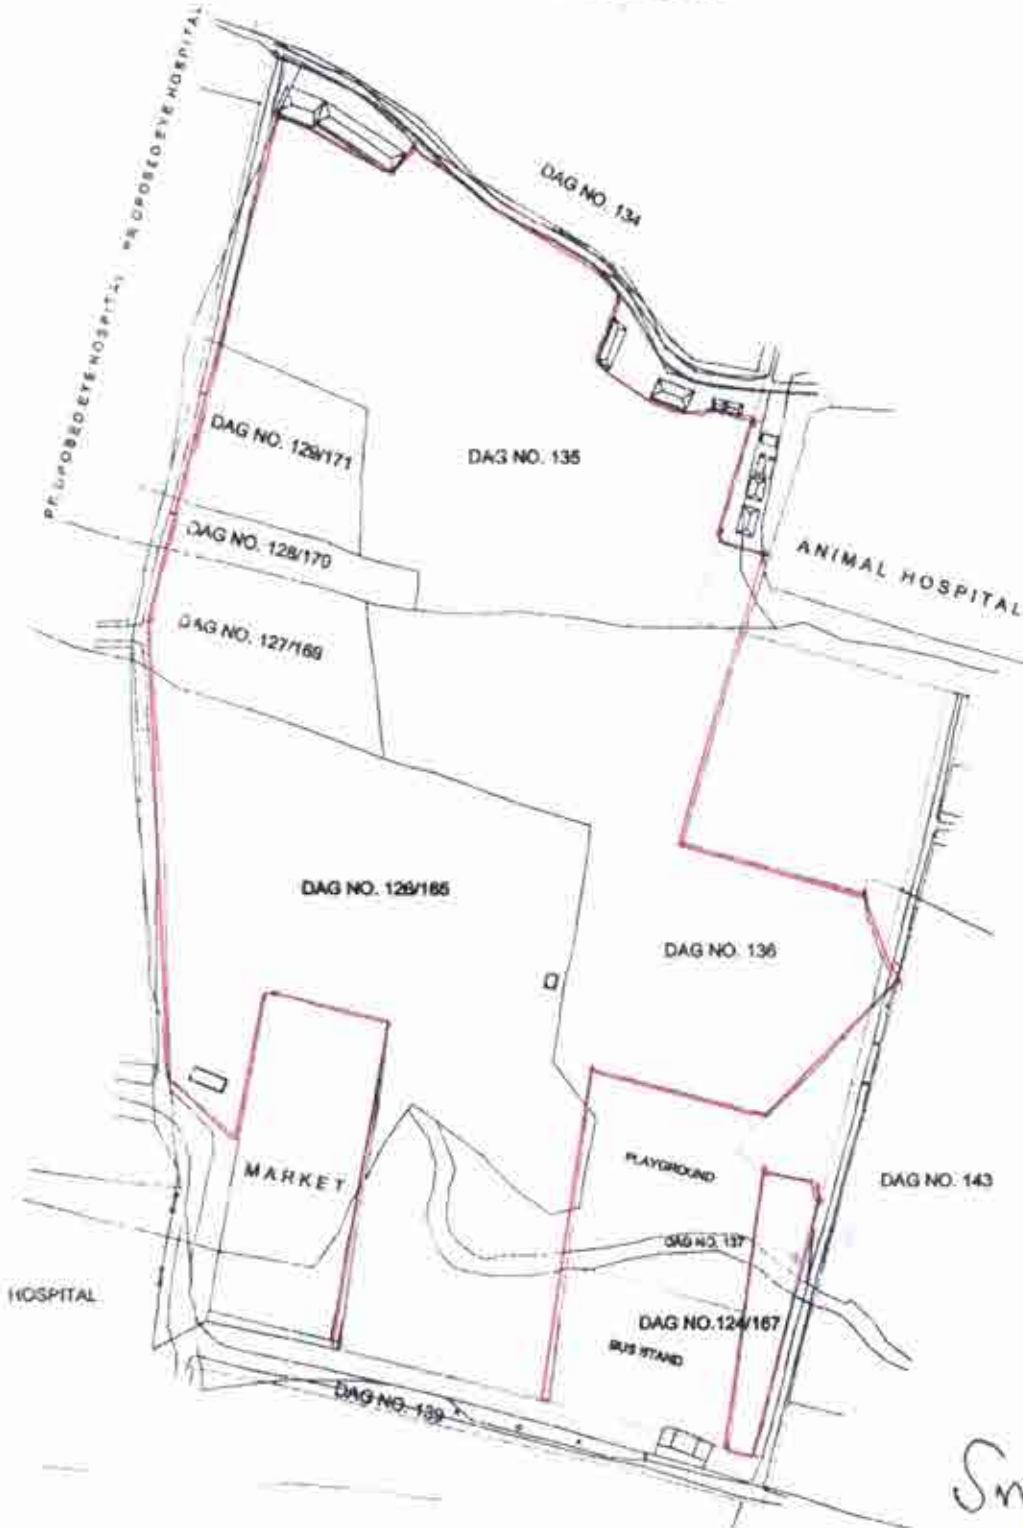 PROPOSED EYE HOSPITAL
PROPOSED EYE HOSPITAL
DAG NO. 134
DAG NO. 129/171
DAG NO. 135
DAG NO. 128/170
ANIMAL HOSPITAL
DAG NO. 127/169
DAG NO. 126/165
DAG NO. 136
MARKET
PLAYGROUND
DAG NO. 143
DAG NO. 137
HOSPITAL
DAG NO.124/167
BUS STAND
DAG NO. 139